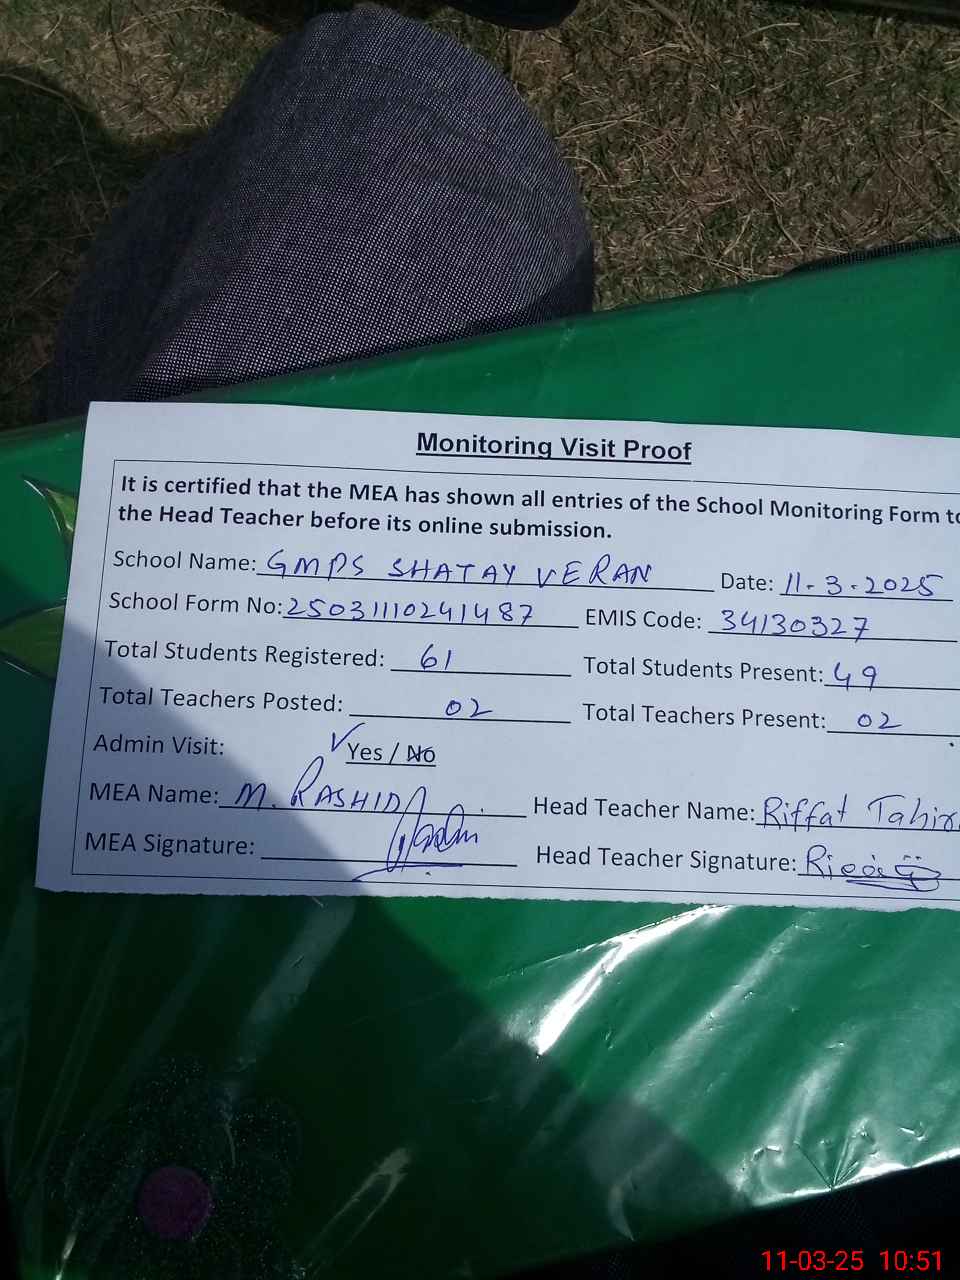 Monitoring Visit Proof
It is certified that the MEA has shown all entries of the School Monitoring Form to
the Head Teacher before its online submission.
School Name: GMPS SHATAY VERAN Date: 11-3-2025
School Form No: 25031110241487 EMIS Code: 34130327
Total Students Registered: 61 Total Students Present: 49
Total Teachers Posted: 02 Total Teachers Present: 02
Admin Visit: Yes / No
MEA Name: M. RASHID Head Teacher Name: Riffat Tahir
MEA Signature: Head Teacher Signature:
11-03-25 10:51